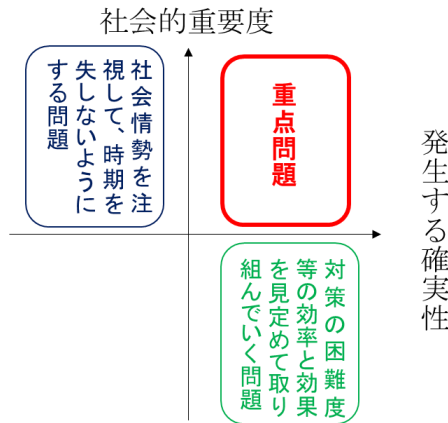 社会的重要度
社会情勢を注
視して、時期を
失しないように
する問題
重点問題
発生する確実性
対策の困難度
等の効率と効果
を見定めて取り
組んでいく問題